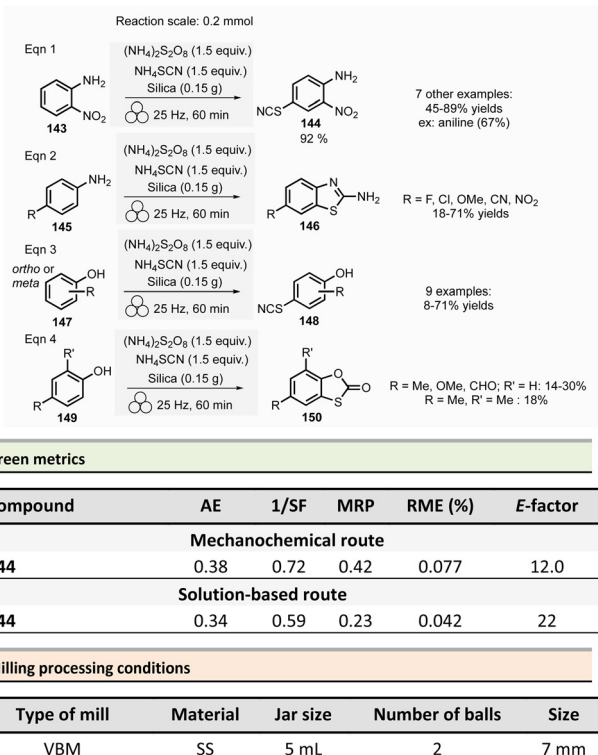 Reaction scale: 0.2 mmol
Eqn 1
(NH4)2S2O8 (1.5 equiv.)
NH4SCN (1.5 equiv.)
Silica (0.15 g)
25 Hz, 60 min
NH2
NO2
143
NH2
NCS
NO2
144
92 %
7 other examples:
45-89% yields
ex: aniline (67%)
Eqn 2
(NH4)2S2O8 (1.5 equiv.)
NH4SCN (1.5 equiv.)
Silica (0.15 g)
25 Hz, 60 min
NH2
R
145
N
NH2
S
R
146
R = F, Cl, OMe, CN, NO2
18-71% yields
Eqn 3
(NH4)2S2O8 (1.5 equiv.)
NH4SCN (1.5 equiv.)
Silica (0.15 g)
25 Hz, 60 min
ortho or
meta
OH
R
147
OH
R
NCS
148
9 examples:
8-71% yields
Eqn 4
(NH4)2S2O8 (1.5 equiv.)
NH4SCN (1.5 equiv.)
Silica (0.15 g)
25 Hz, 60 min
R'
OH
R
149
R'
O
O
S
R
150
R = Me, OMe, CHO; R' = H: 14-30%
R = Me, R' = Me : 18%
reen metrics
ompound AE 1/SF MRP RME (%) E-factor
Mechanochemical route
44 0.38 0.72 0.42 0.077 12.0
Solution-based route
44 0.34 0.59 0.23 0.042 22
illing processing conditions
Type of mill Material Jar size Number of balls Size
VBM SS 5 mL 2 7 mm